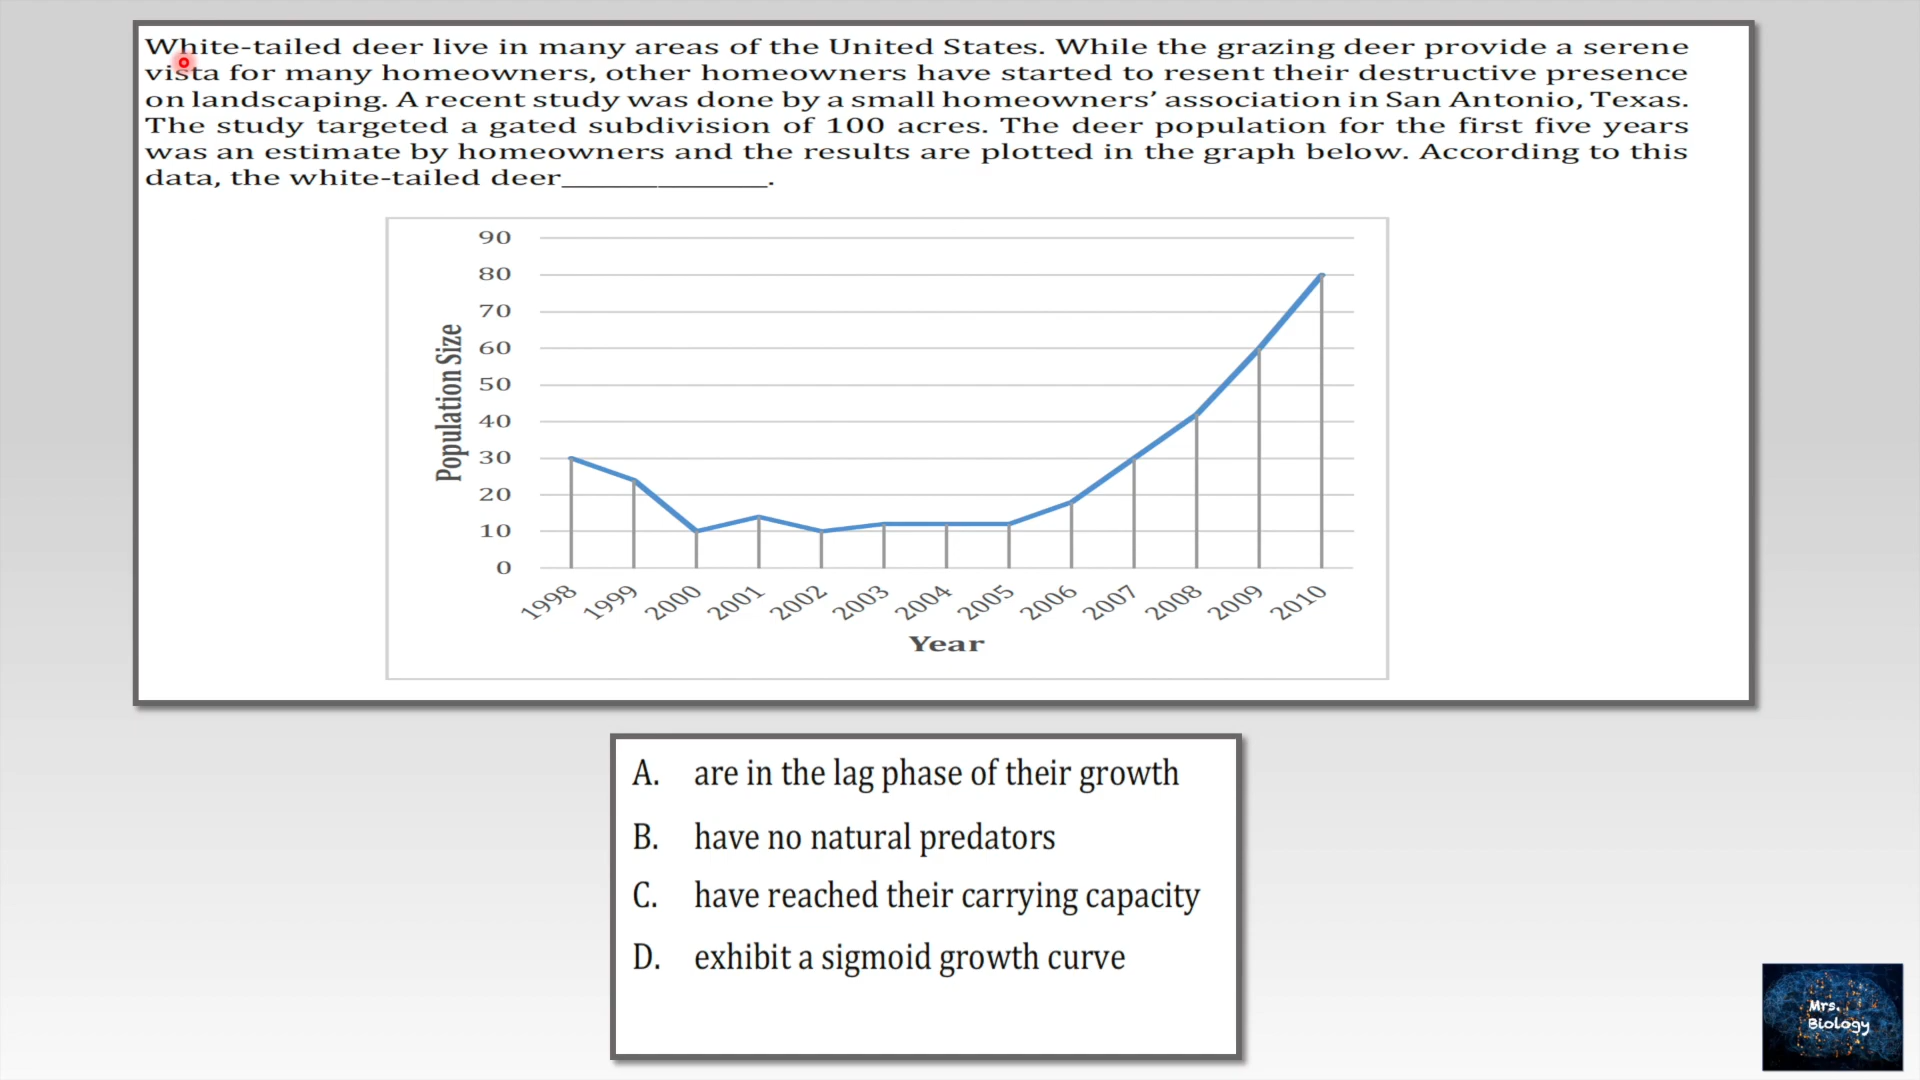 White-tailed deer live in many areas of the United States. While the grazing deer provide a serene
vista for many homeowners, other homeowners have started to resent their destructive presence
on landscaping. A recent study was done by a small homeowners’ association in San Antonio, Texas.
The study targeted a gated subdivision of 100 acres. The deer population for the first five years
was an estimate by homeowners and the results are plotted in the graph below. According to this
data, the white-tailed deer_______________.
90
80
70
60
50
40
30
20
10
0
Population Size
1998 1999 2000 2001 2002 2003 2004 2005 2006 2007 2008 2009 2010
Year
A. are in the lag phase of their growth
B. have no natural predators
C. have reached their carrying capacity
D. exhibit a sigmoid growth curve
Mrs.
Biology